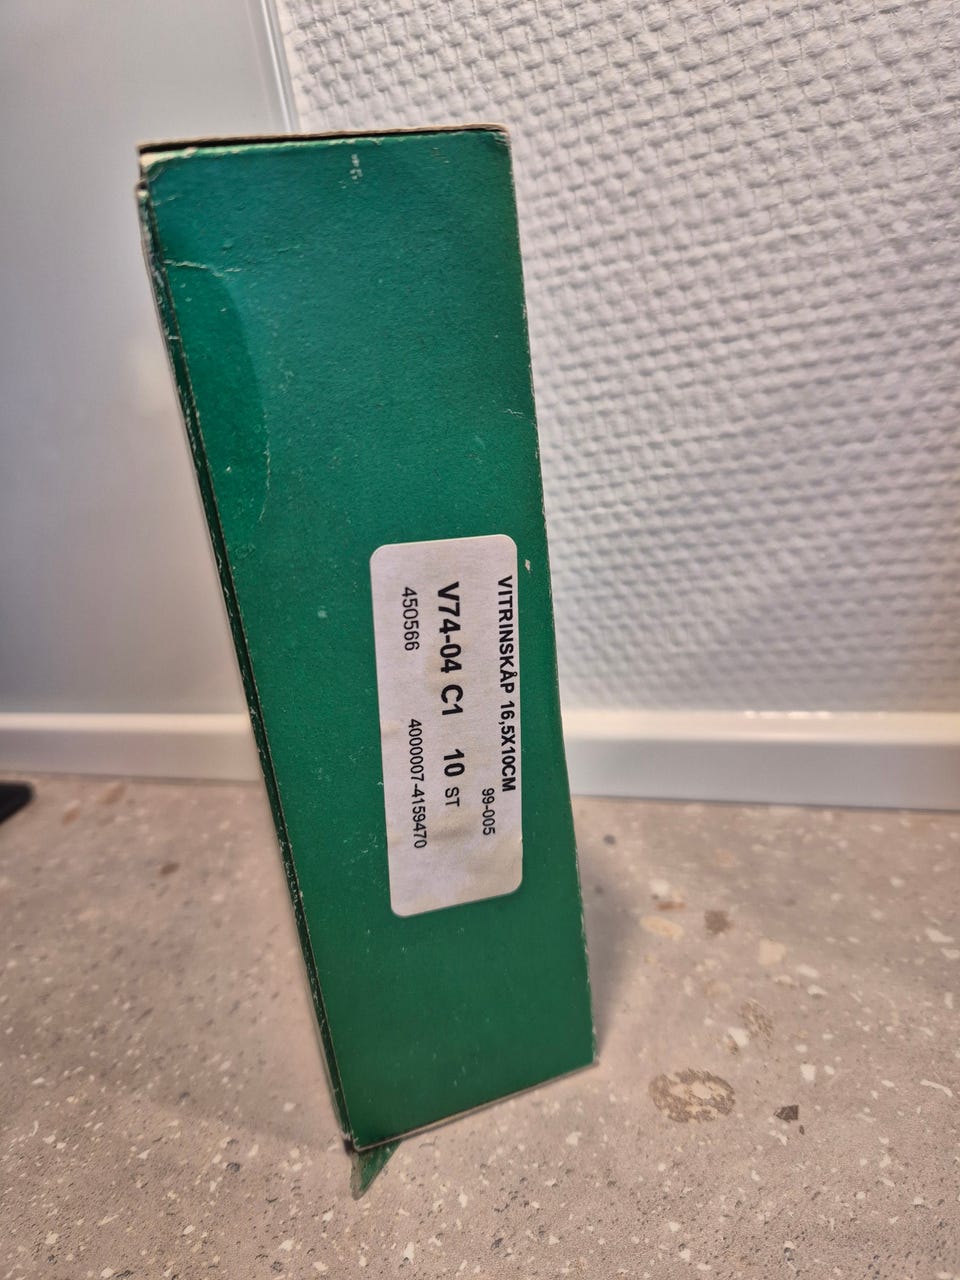 VITRINSKÅP 16,5X10CM
99-005
V74-04 C1 10 ST
450566 4000007-4159470